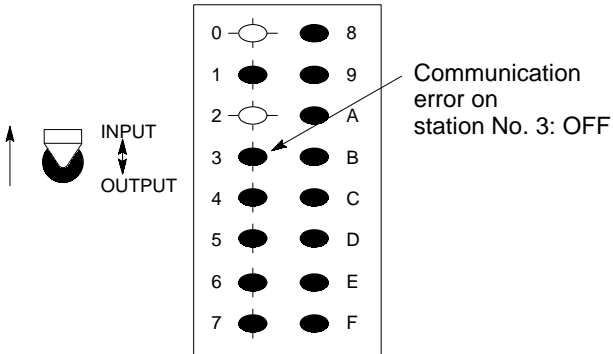 0 8
1 9
2 A
3 B
4 C
5 D
6 E
7 F
INPUT
OUTPUT
Communication
error on
station No. 3: OFF